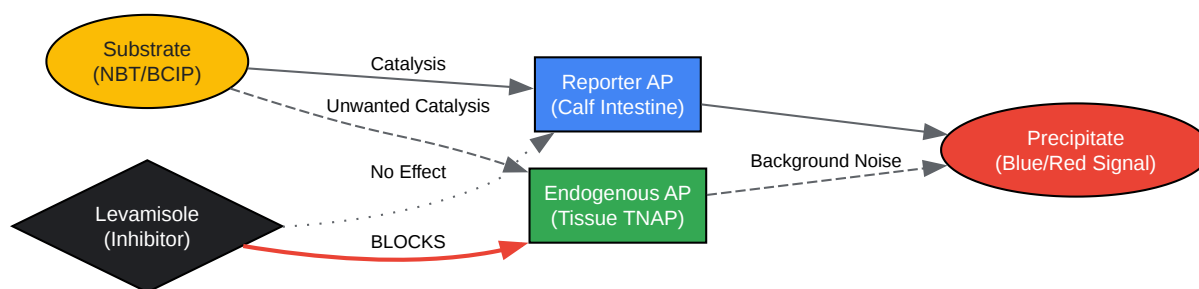 Substrate
(NBT/BCIP)
Catalysis
Unwanted Catalysis
Reporter AP
(Calf Intestine)
Precipitate
(Blue/Red Signal)
Background Noise
No Effect
Endogenous AP
(Tissue TNAP)
Levamisole
(Inhibitor)
BLOCKS